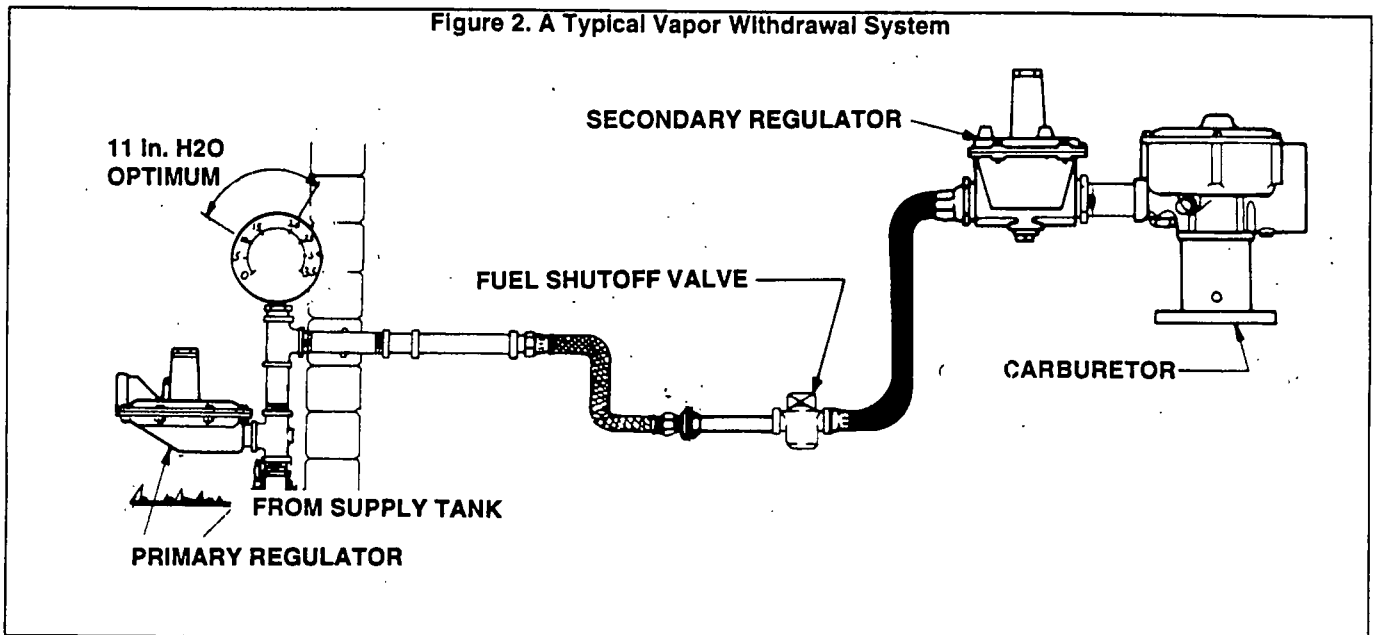 Figure 2. A Typical Vapor Withdrawal System
11 in. H2O
OPTIMUM
SECONDARY REGULATOR
FUEL SHUTOFF VALVE
CARBURETOR
FROM SUPPLY TANK
PRIMARY REGULATOR